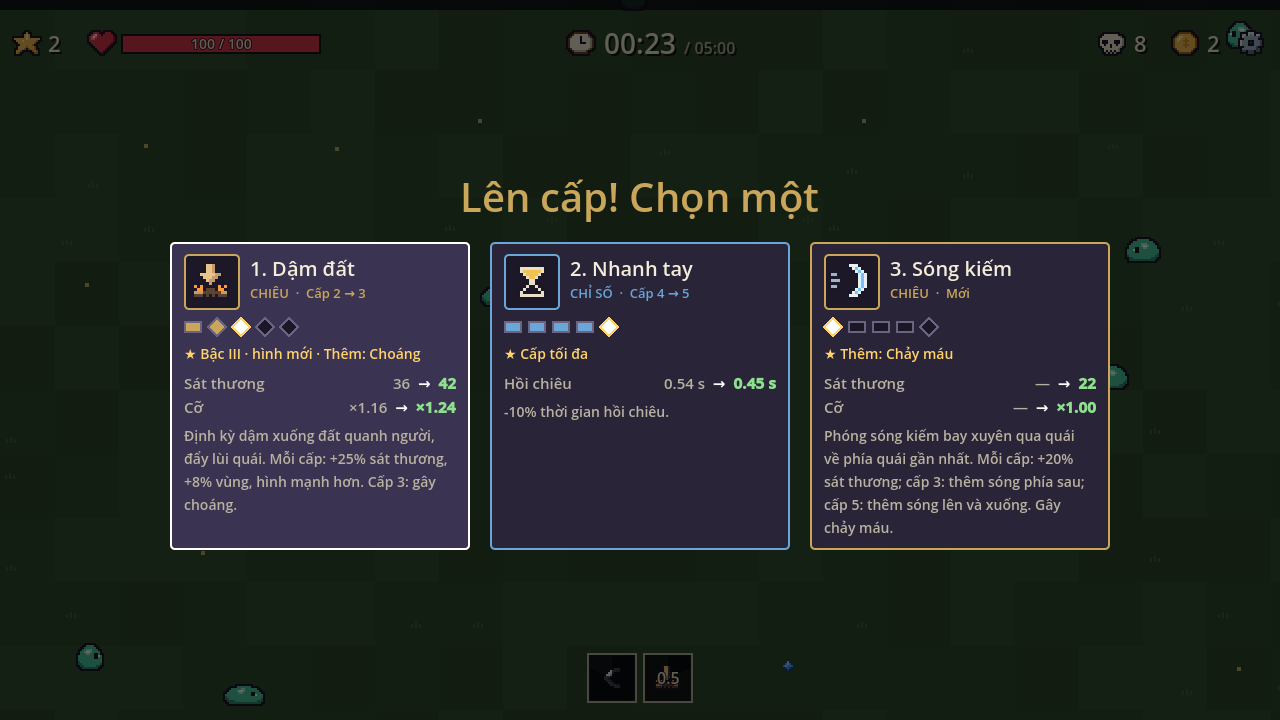 2
100 / 100
00:23 / 05:00
8
2
Lên cấp! Chọn một
1. Dậm đất
CHIÊU · Cấp 2 → 3
★ Bậc III · hình mới · Thêm: Choáng
Sát thương 36 → 42
Cỡ ×1.16 → ×1.24
Định kỳ dậm xuống đất quanh người,
đẩy lùi quái. Mỗi cấp: +25% sát thương,
+8% vùng, hình mạnh hơn. Cấp 3: gây
choáng.
2. Nhanh tay
CHỈ SỐ · Cấp 4 → 5
★ Cấp tối đa
Hồi chiêu 0.54 s → 0.45 s
-10% thời gian hồi chiêu.
3. Sóng kiếm
CHIÊU · Mới
★ Thêm: Chảy máu
Sát thương — → 22
Cỡ — → ×1.00
Phóng sóng kiếm bay xuyên qua quái
về phía quái gần nhất. Mỗi cấp: +20%
sát thương; cấp 3: thêm sóng phía sau;
cấp 5: thêm sóng lên và xuống. Gây
chảy máu.
0.5